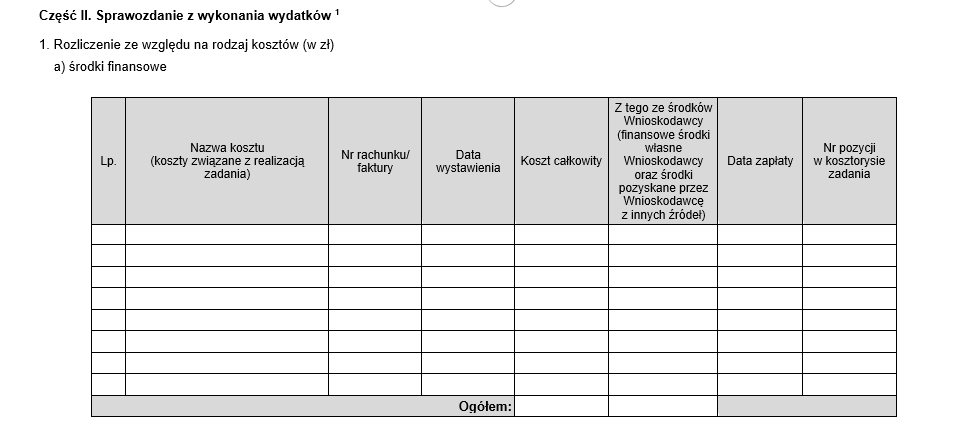 Część II. Sprawozdanie z wykonania wydatków ¹
1. Rozliczenie ze względu na rodzaj kosztów (w zł)
a) środki finansowe
Lp.
Nazwa kosztu
(koszty związane z realizacją
zadania)
Nr rachunku/
faktury
Data
wystawienia
Koszt całkowity
Z tego ze środków
Wnioskodawcy
(finansowe środki
własne
Wnioskodawcy
oraz środki
pozyskane przez
Wnioskodawcę
z innych źródeł)
Data zapłaty
Nr pozycji
w kosztorysie
zadania
Ogółem: